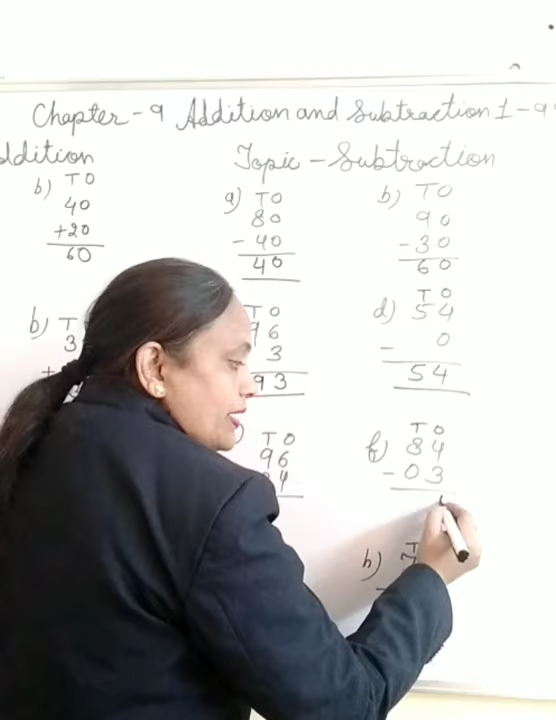 Chapter - 9 Addition and Subtraction 1-9
ddition
Topic - Subtraction
b) T O
40
+20
60
a) T O
80
- 40
40
b) T O
90
-30
60
b) T
3
+
T O
96
3
93
d) T O
54
- 0
54
T O
96
4
f) T O
84
-03
h) T